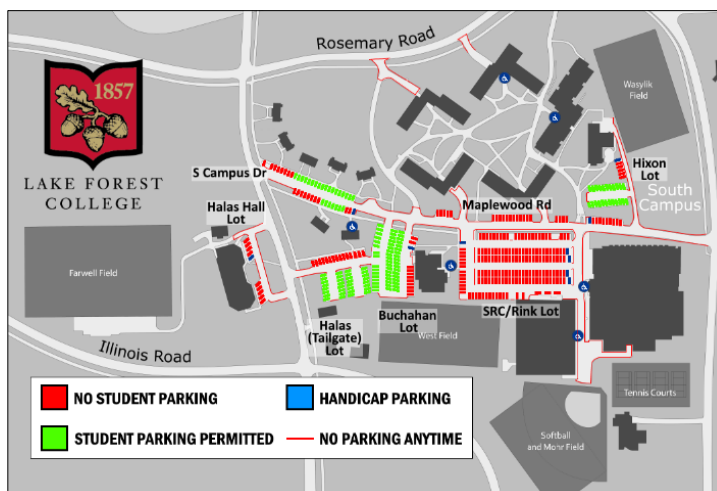 Rosemary Road
1857
Wasylik
Field
LAKE FOREST
COLLEGE
S Campus Dr
Hixon
Lot
South
Campus
Maplewood Rd
Halas Hall
Lot
Farwell Field
Buchahan
Lot
SRC/Rink Lot
Halas
(Tailgate)
Lot
West Field
Illinois Road
NO STUDENT PARKING
HANDICAP PARKING
STUDENT PARKING PERMITTED
NO PARKING ANYTIME
Tennis Courts
Softball
and Mohr Field